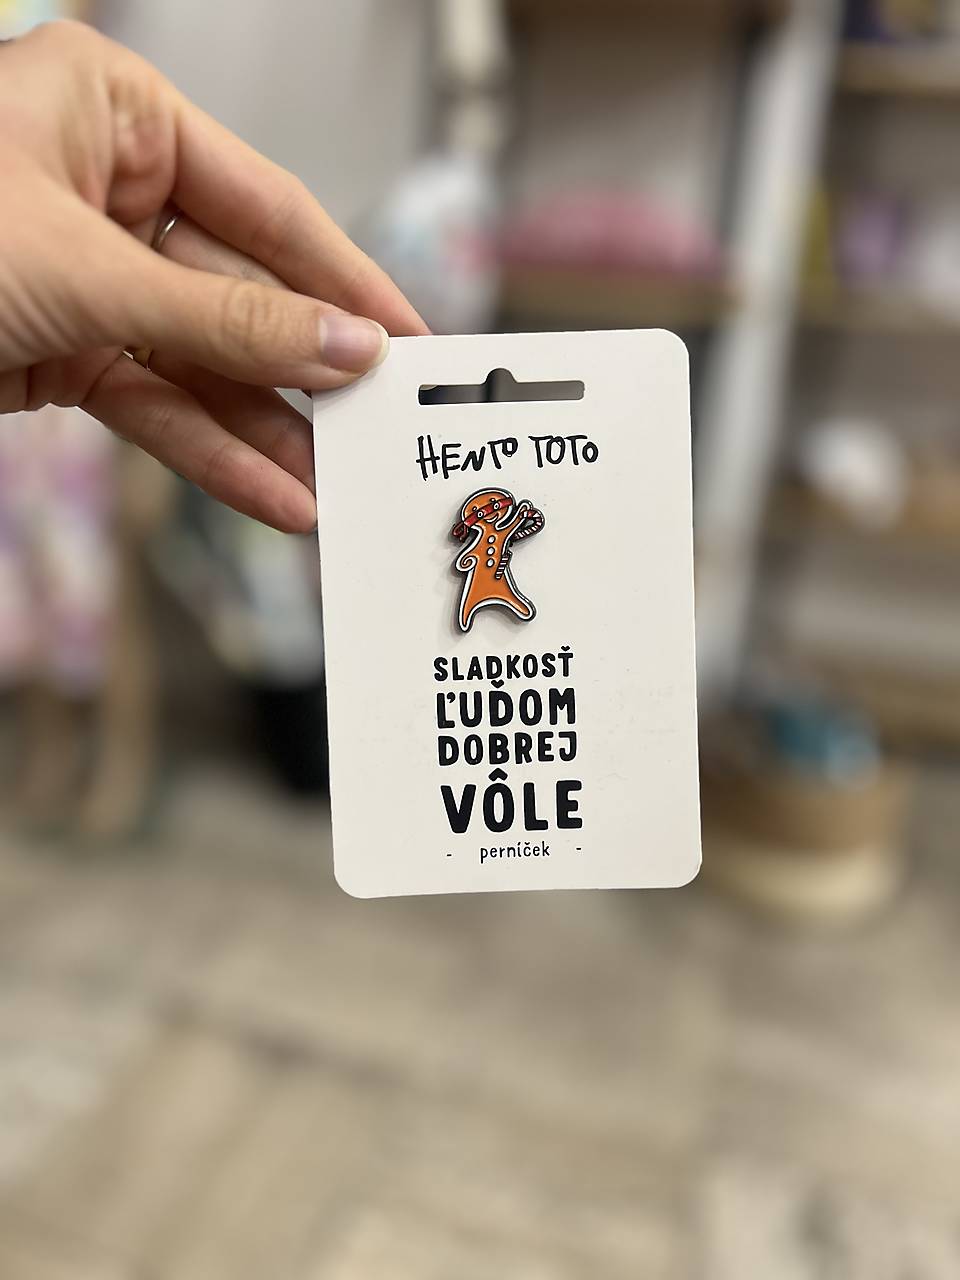 HENTO TOTO
SLADKOSŤ
ĽUĎOM
DOBREJ
VÔLE
- perníček -